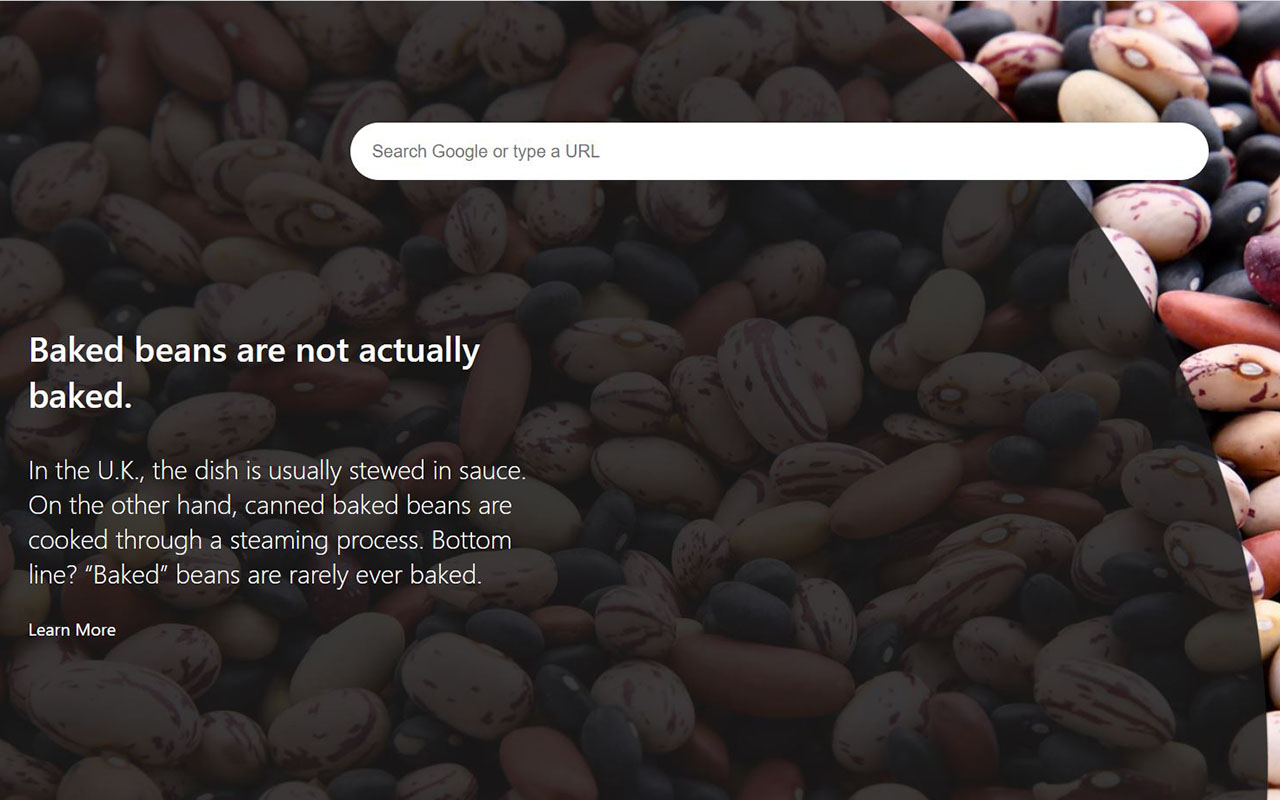 Search Google or type a URL
Baked beans are not actually
baked.
In the U.K., the dish is usually stewed in sauce.
On the other hand, canned baked beans are
cooked through a steaming process. Bottom
line? “Baked” beans are rarely ever baked.
Learn More